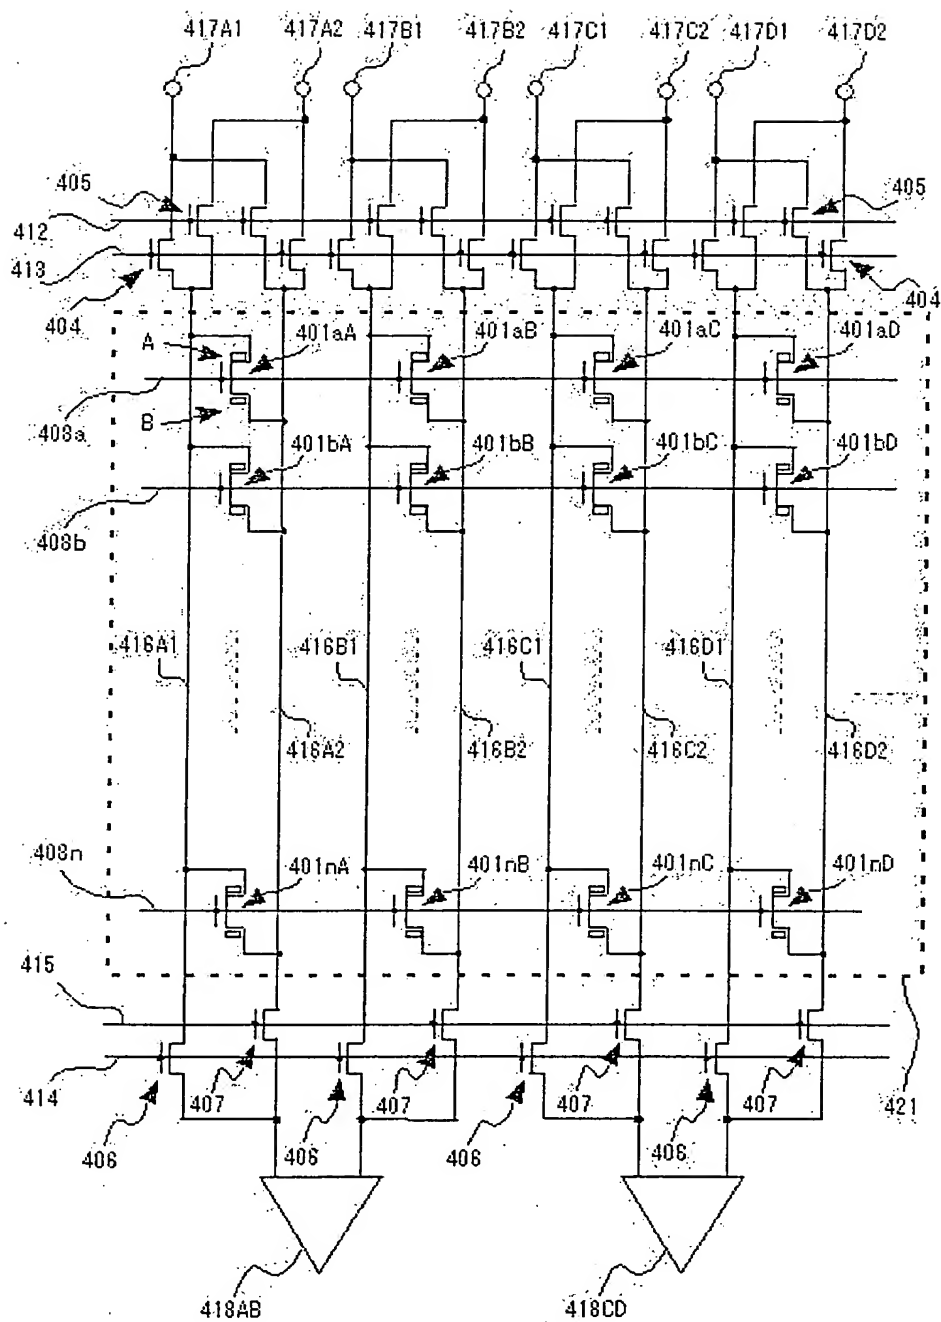 417A1 417A2 417B1 417B2 417C1 417C2 417D1 417D2
405 405
412
413
404 404
A 401aA 401aB 401aC 401aD
408a B
401bA 401bB 401bC 401bD
408b
416A1 416B1 416C1 416D1
416A2 416B2 416C2 416D2
408n 401nA 401nB 401nC 401nD
415
414 407 407 407 407 421
406 406 406 406
418AB 418CD